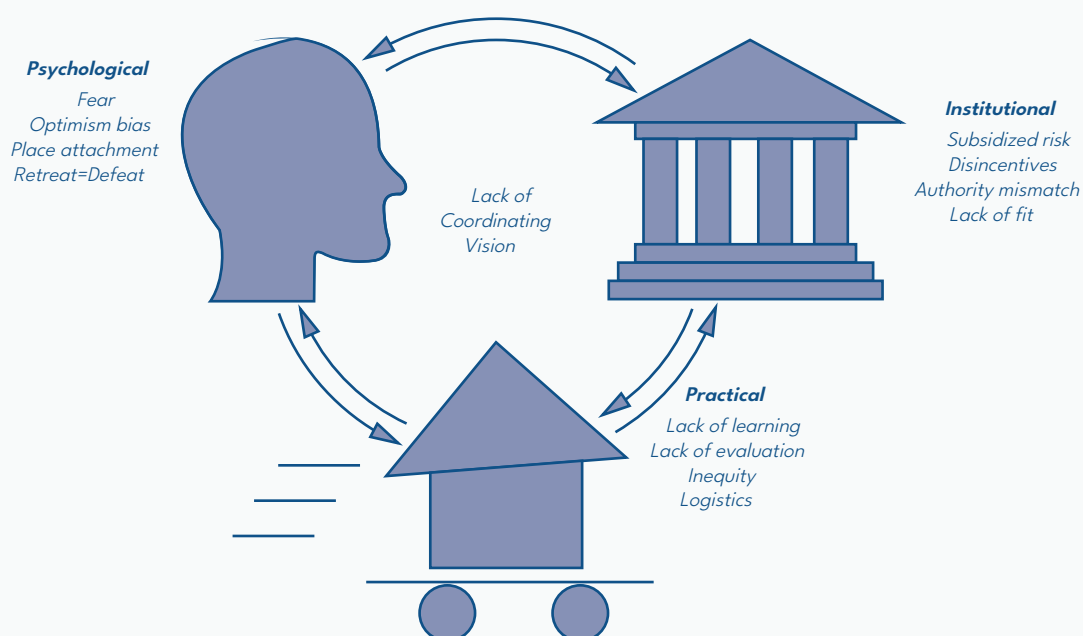 Psychological
Fear
Optimism bias
Place attachment
Retreat=Defeat
Lack of
Coordinating
Vision
Institutional
Subsidized risk
Disincentives
Authority mismatch
Lack of fit
Practical
Lack of learning
Lack of evaluation
Inequity
Logistics